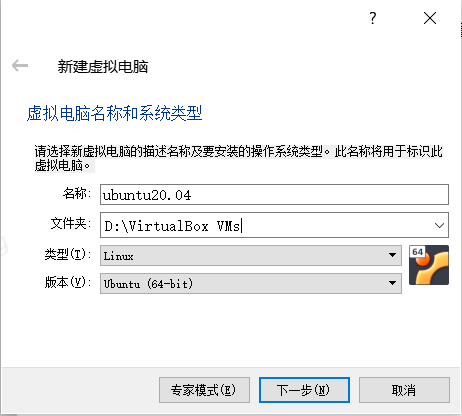 ?
新建虚拟电脑
虚拟电脑名称和系统类型
请选择新虚拟电脑的描述名称及要安装的操作系统类型。此名称将用于标识此
虚拟电脑。
名称: ubuntu20.04
文件夹: D:\VirtualBox VMs
类型(T): Linux
64
版本(V): Ubuntu (64-bit)
专家模式(E) 下一步(N) 取消